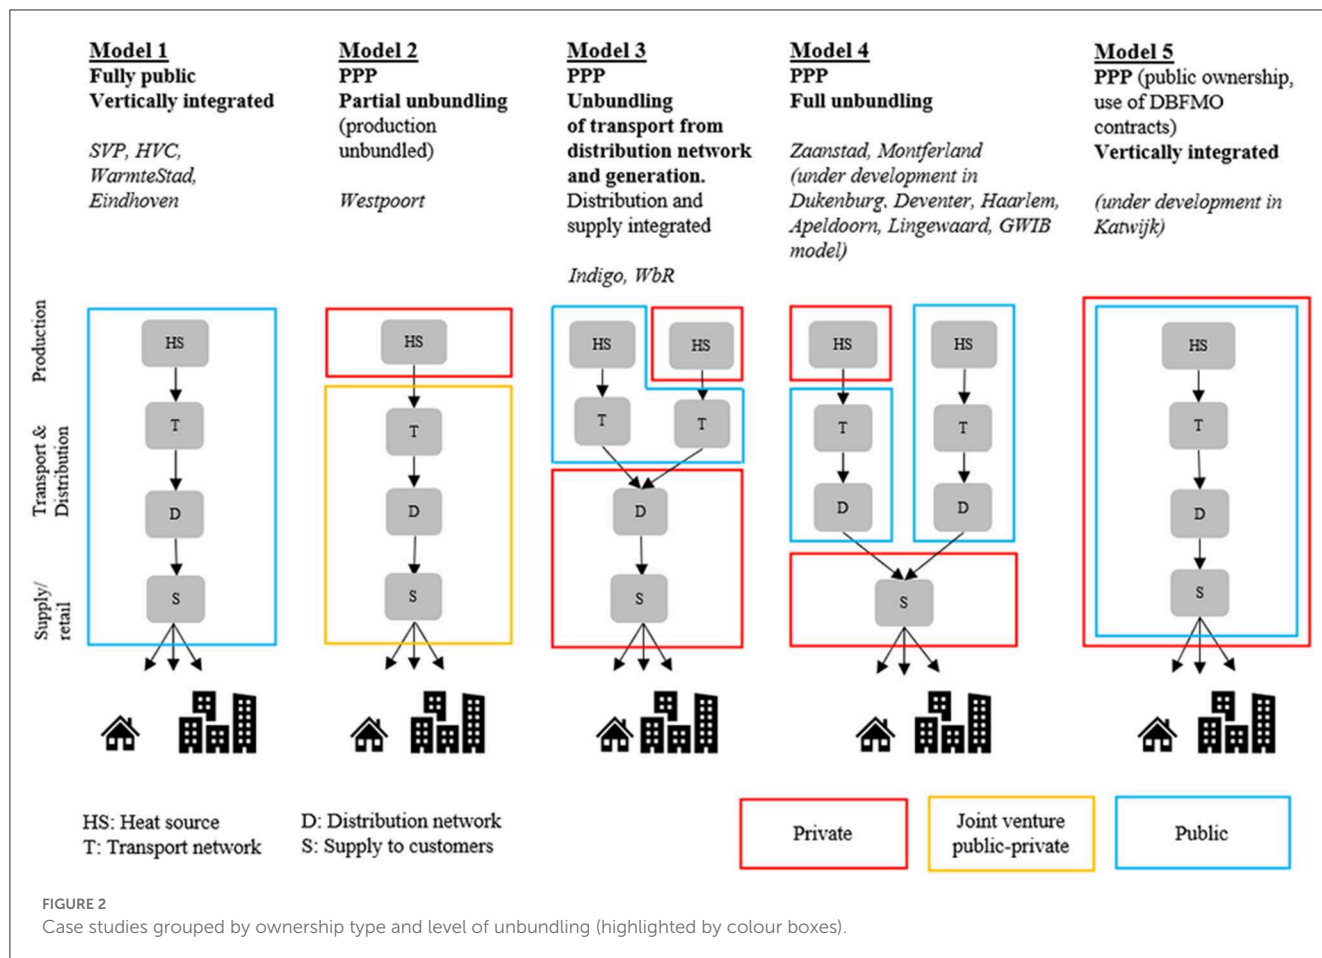 Model 1
Fully public
Vertically integrated
SVP, HVC,
WarmteStad,
Eindhoven
Model 2
PPP
Partial unbundling
(production
unbundled)
Westpoort
Model 3
PPP
Unbundling
of transport from
distribution network
and generation.
Distribution and
supply integrated
Indigo, WbR
Model 4
PPP
Full unbundling
Zaanstad, Montferland
(under development in
Dukenburg, Deventer, Haarlem,
Apeldoorn, Lingewaard, GWIB
model)
Model 5
PPP (public ownership,
use of DBFMO
contracts)
Vertically integrated
(under development in
Katwijk)
Production
Transport &
Distribution
Supply/
retail
HS
T
D
S
HS
T
D
S
HS
HS
T
T
D
S
HS
HS
T
T
D
D
S
HS
T
D
S
HS: Heat source
T: Transport network
D: Distribution network
S: Supply to customers
Private
Joint venture
public-private
Public
FIGURE 2
Case studies grouped by ownership type and level of unbundling (highlighted by colour boxes).